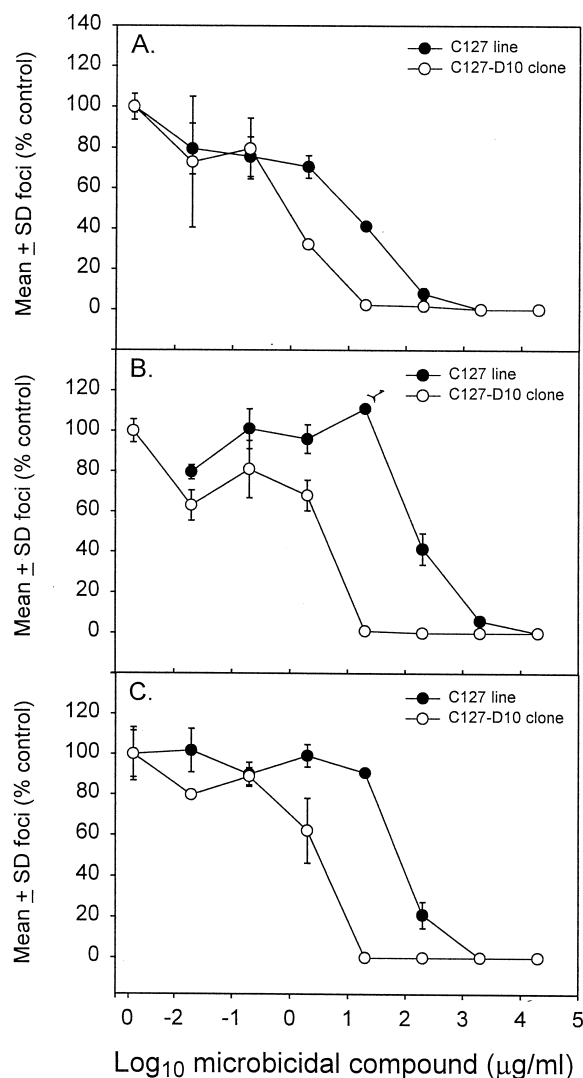 140
A.
C127 line
120
C127-D10 clone
100
80
60
40
20
0
Mean ± SD foci (% control)
B.
C127 line
120
C127-D10 clone
100
80
60
40
20
0
Mean ± SD foci (% control)
C.
C127 line
120
C127-D10 clone
100
80
60
40
20
0
Mean ± SD foci (% control)
0 -2 -1 0 1 2 3 4 5
Log10 microbicidal compound (µg/ml)